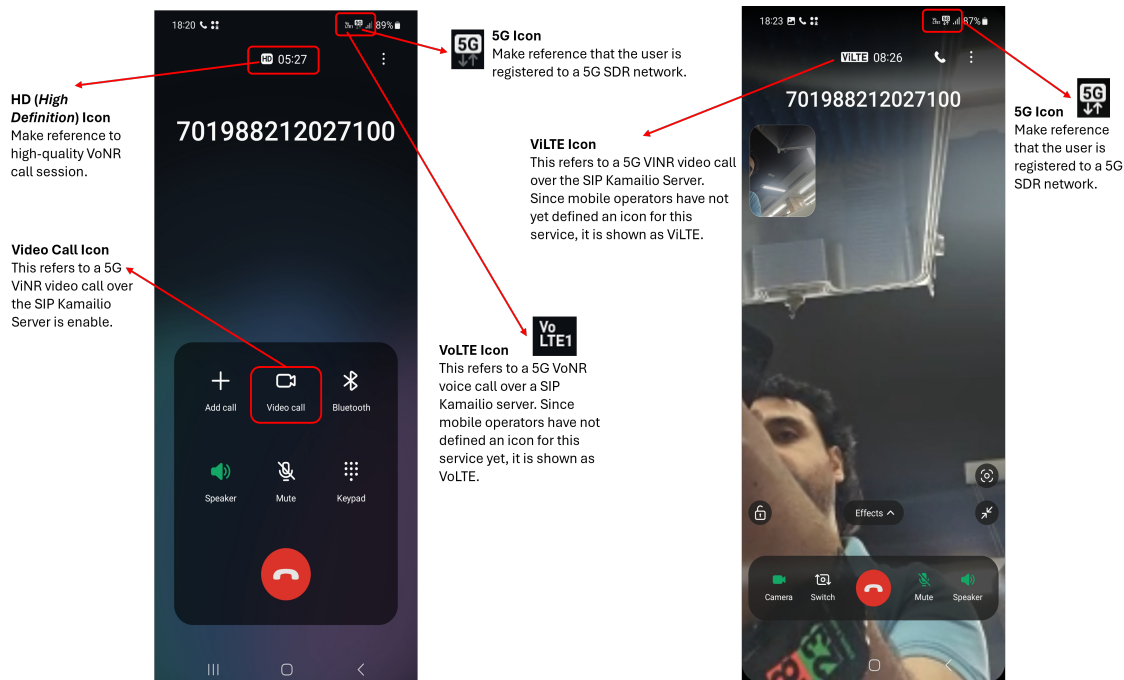 18:20
89%
HD 05:27
701988212027100
HD (High
Definition) Icon
Make reference to
high-quality VoNR
call session.
Video Call Icon
This refers to a 5G
ViNR video call over
the SIP Kamailio
Server is enable.
Add call
Video call
Bluetooth
Speaker
Mute
Keypad
5G
5G Icon
Make reference that the user is
registered to a 5G SDR network.
Vo
LTE1
VoLTE Icon
This refers to a 5G VoNR
voice call over a SIP
Kamailio server. Since
mobile operators have not
defined an icon for this
service yet, it is shown as
VoLTE.
ViLTE Icon
This refers to a 5G VINR video call
over the SIP Kamailio Server.
Since mobile operators have not
yet defined an icon for this
service, it is shown as ViLTE.
18:23
87%
ViLTE 08:26
701988212027100
Effects
Camera
Switch
Mute
Speaker
5G
5G Icon
Make reference
that the user is
registered to a 5G
SDR network.